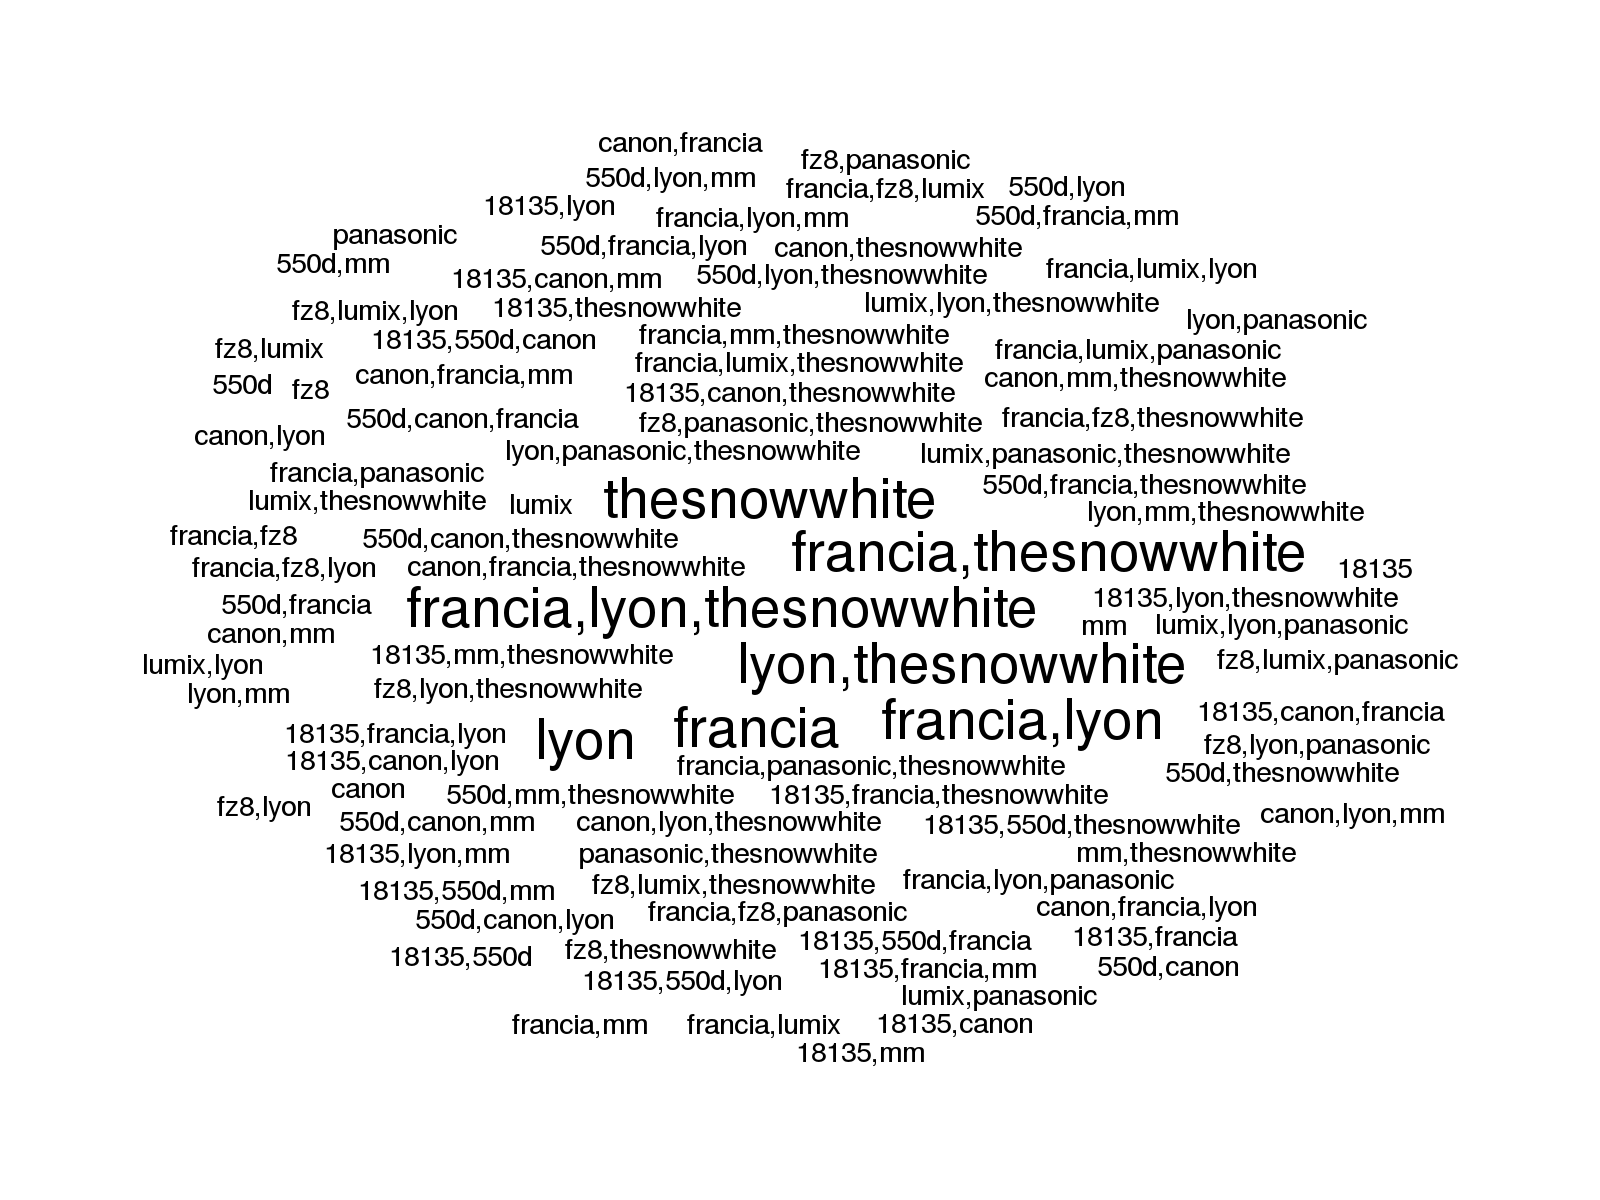 canon,francia
fz8,panasonic
550d,lyon,mm
francia,fz8,lumix
550d,lyon
18135,lyon
francia,lyon,mm
550d,francia,mm
panasonic
550d,francia,lyon
canon,thesnowwhite
550d,mm
18135,canon,mm
550d,lyon,thesnowwhite
francia,lumix,lyon
fz8,lumix,lyon
18135,thesnowwhite
lumix,lyon,thesnowwhite
lyon,panasonic
fz8,lumix
18135,550d,canon
francia,mm,thesnowwhite
francia,lumix,thesnowwhite
francia,lumix,panasonic
550d
fz8
canon,francia,mm
18135,canon,thesnowwhite
canon,mm,thesnowwhite
canon,lyon
550d,canon,francia
fz8,panasonic,thesnowwhite
francia,fz8,thesnowwhite
lyon,panasonic,thesnowwhite
lumix,panasonic,thesnowwhite
francia,panasonic
lumix,thesnowwhite
lumix
thesnowwhite
550d,francia,thesnowwhite
lyon,mm,thesnowwhite
francia,fz8
550d,canon,thesnowwhite
francia,thesnowwhite
francia,fz8,lyon
canon,francia,thesnowwhite
18135
550d,francia
francia,lyon,thesnowwhite
18135,lyon,thesnowwhite
canon,mm
mm
lumix,lyon,panasonic
lumix,lyon
18135,mm,thesnowwhite
lyon,thesnowwhite
fz8,lumix,panasonic
lyon,mm
fz8,lyon,thesnowwhite
18135,francia,lyon
lyon
francia
francia,lyon
18135,canon,francia
18135,canon,lyon
francia,panasonic,thesnowwhite
fz8,lyon,panasonic
550d,thesnowwhite
canon
fz8,lyon
550d,mm,thesnowwhite
18135,francia,thesnowwhite
550d,canon,mm
canon,lyon,thesnowwhite
18135,550d,thesnowwhite
canon,lyon,mm
18135,lyon,mm
panasonic,thesnowwhite
mm,thesnowwhite
18135,550d,mm
fz8,lumix,thesnowwhite
francia,lyon,panasonic
550d,canon,lyon
francia,fz8,panasonic
canon,francia,lyon
18135,550d
fz8,thesnowwhite
18135,550d,francia
18135,francia
18135,550d,lyon
18135,francia,mm
550d,canon
lumix,panasonic
francia,mm
francia,lumix
18135,canon
18135,mm